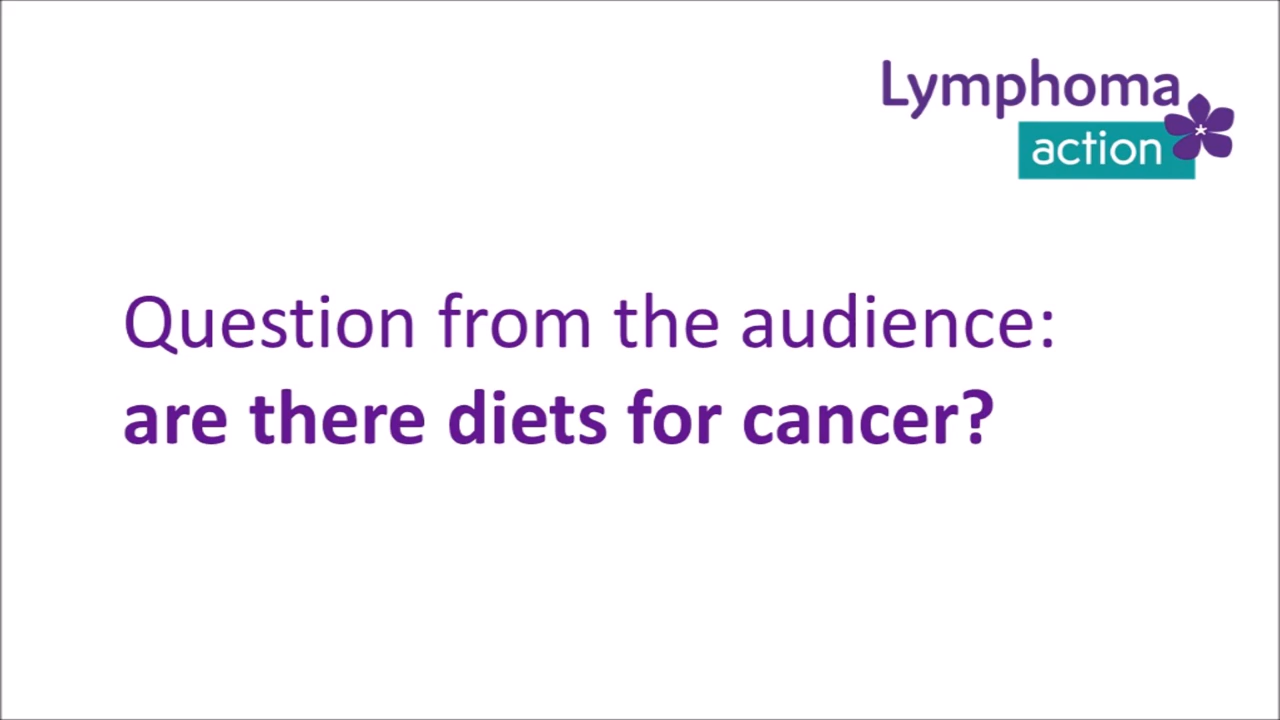 Lymphoma
action
Question from the audience:
are there diets for cancer?